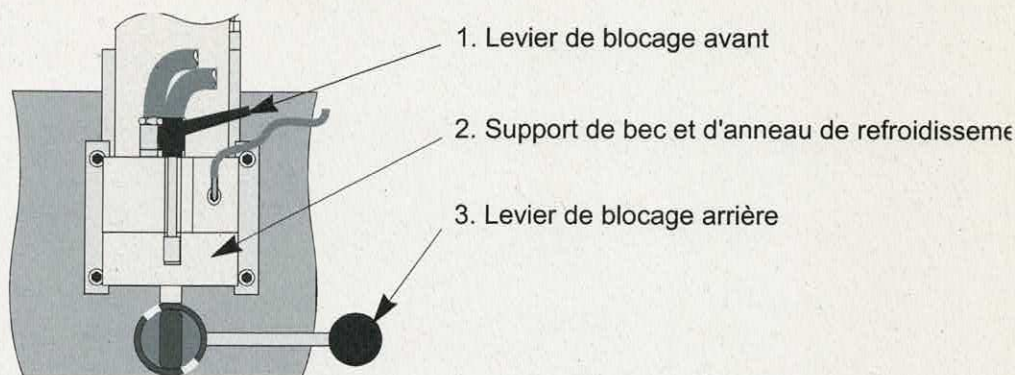 1. Levier de blocage avant
2. Support de bec et d'anneau de refroidisseme
3. Levier de blocage arrière